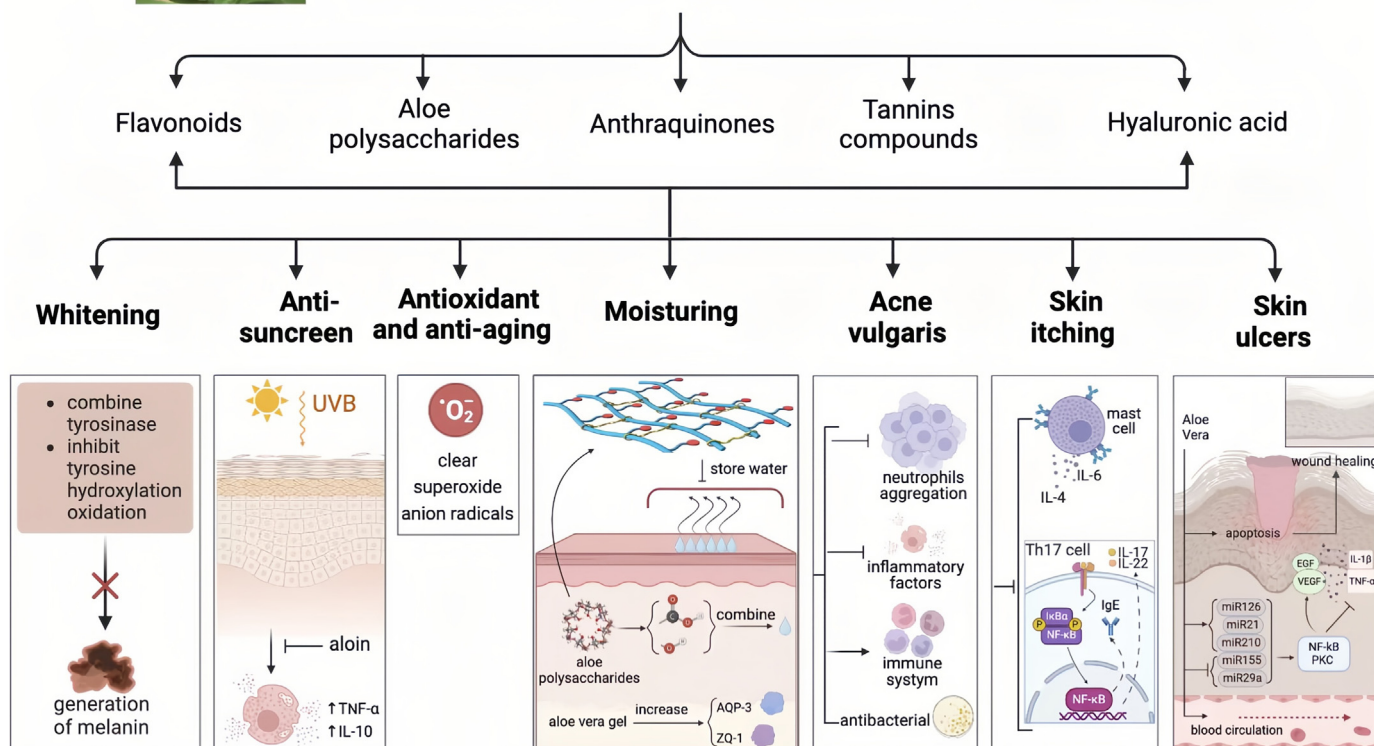 Flavonoids
Aloe
polysaccharides
Anthraquinones
Tannins
compounds
Hyaluronic acid
Whitening
Anti-
suncreen
Antioxidant
and anti-aging
Moisturing
Acne
vulgaris
Skin
itching
Skin
ulcers
• combine
tyrosinase
• inhibit
tyrosine
hydroxylation
oxidation
generation
of melanin
UVB
aloin
↑TNF-α
↑IL-10
·O₂⁻
clear
superoxide
anion radicals
store water
aloe
polysaccharides
O
C
O
H
H
O
combine
aloe vera gel
increase
AQP-3
ZQ-1
neutrophils
aggregation
inflammatory
factors
immune
systym
antibacterial
mast
cell
IL-6
IL-4
Th17 cell
IL-17
IL-22
IgE
IκBα
P
P
NF-κB
NF-κB
Aloe
Vera
wound healing
apoptosis
EGF
VEGF
IL-1β
TNF-α
miR126
miR21
miR210
miR155
miR29a
NF-kB
PKC
blood circulation